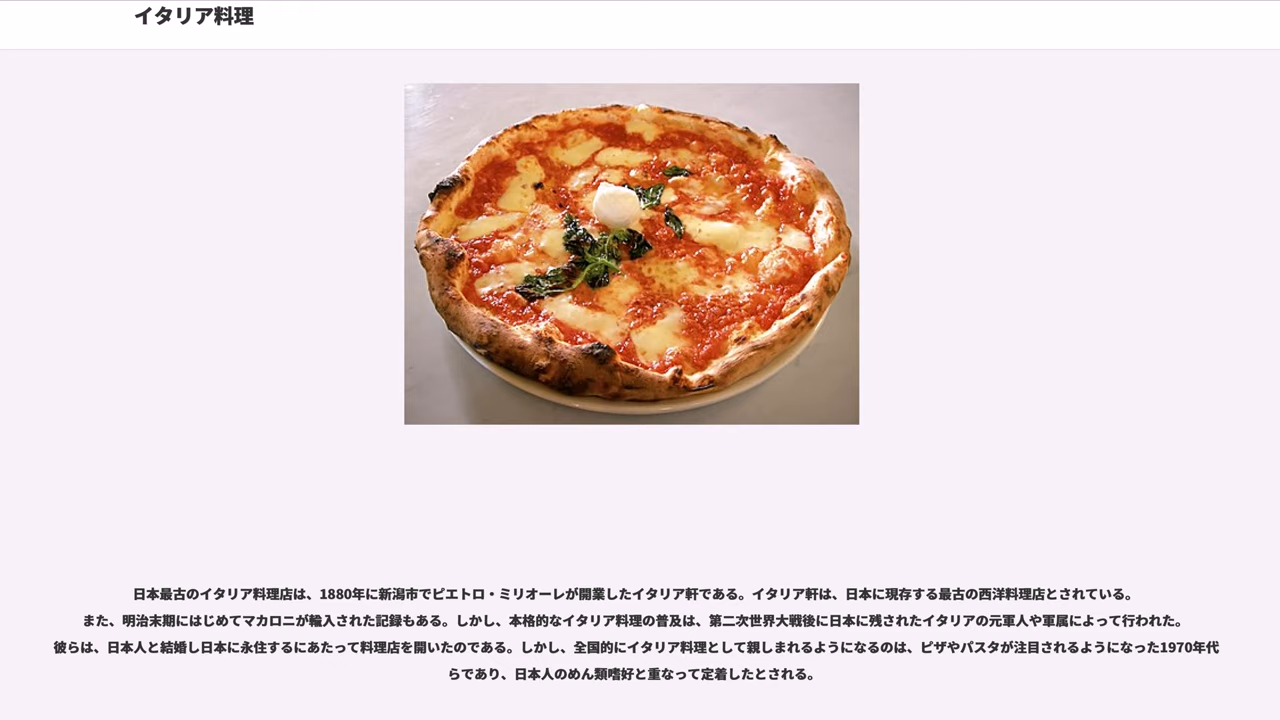 イタリア料理
日本最古のイタリア料理店は、1880年に新潟市でピエトロ・ミリオーレが開業したイタリア軒である。イタリア軒は、日本に現存する最古の西洋料理店とされている。
また、明治末期にはじめてマカロニが輸入された記録もある。しかし、本格的なイタリア料理の普及は、第二次世界大戦後に日本に残されたイタリアの元軍人や軍属によって行われた。
彼らは、日本人と結婚し日本に永住するにあたって料理店を開いたのである。しかし、全国的にイタリア料理として親しまれるようになるのは、ピザやパスタが注目されるようになった1970年代
らであり、日本人のめん類嗜好と重なって定着したとされる。